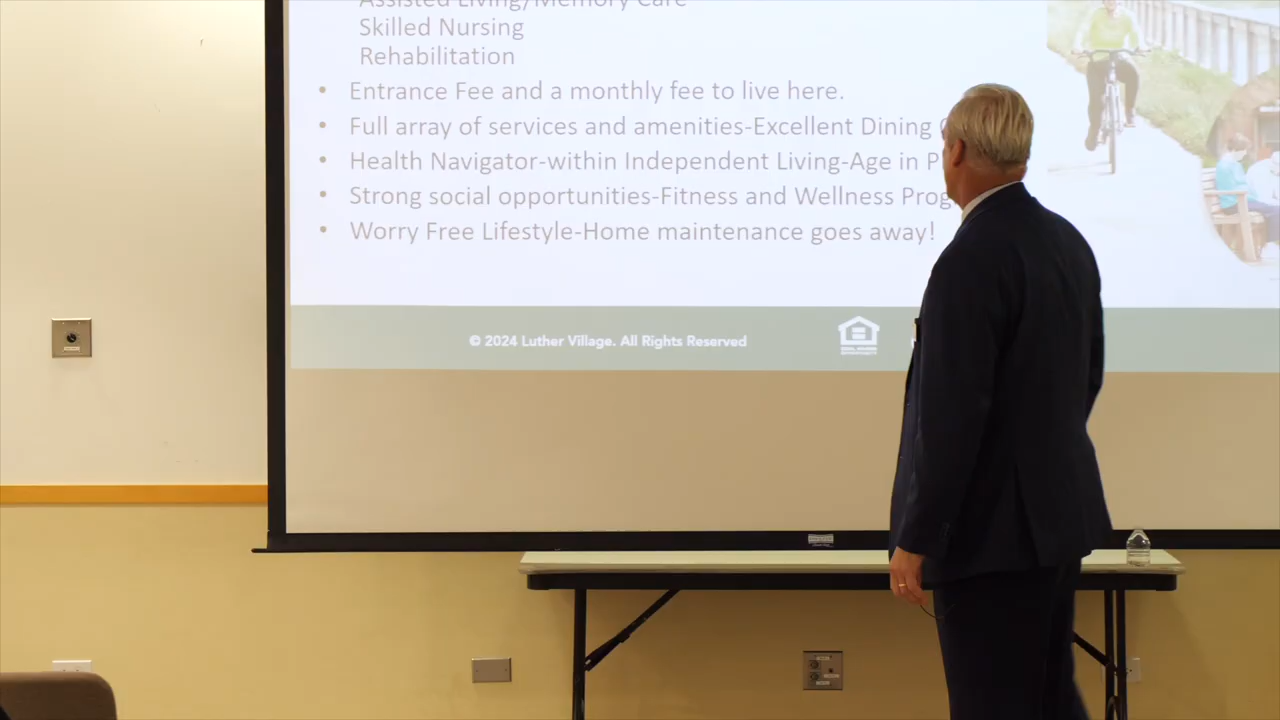 Assisted Living/Memory Care
Skilled Nursing
Rehabilitation
• Entrance Fee and a monthly fee to live here.
• Full array of services and amenities-Excellent Dining
• Health Navigator-within Independent Living-Age in P
• Strong social opportunities-Fitness and Wellness Prog
• Worry Free Lifestyle-Home maintenance goes away!
© 2024 Luther Village. All Rights Reserved